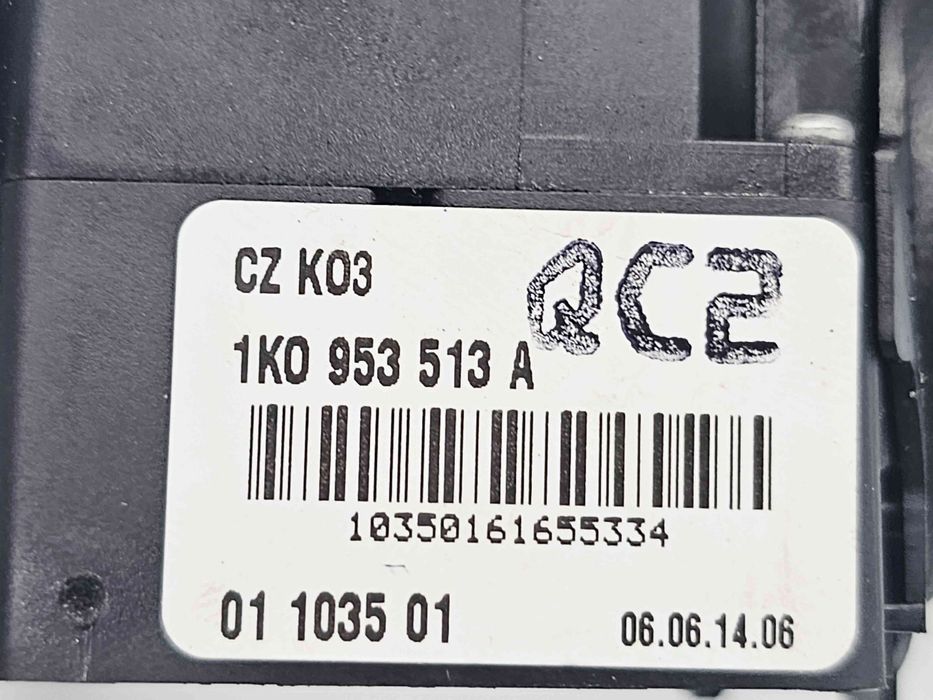 CZ K03
QC2
1K0 953 513 A
10350161655334
01 1035 01
06.06.14.06